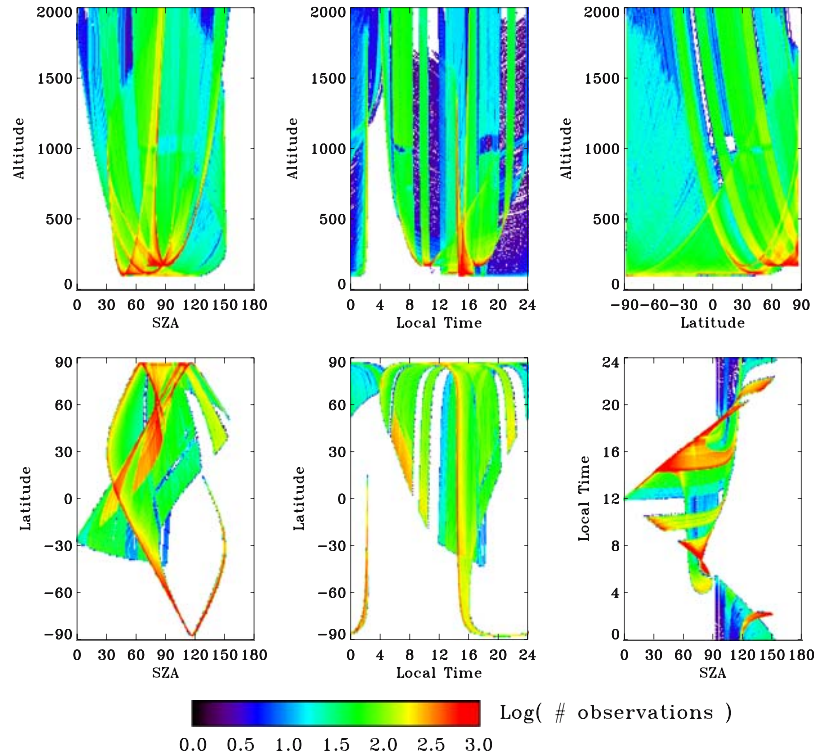 2000 2000 2000
1500 1500 1500
1000 1000 1000
500 500 500
0 0 0
Altitude Altitude Altitude
0 30 60 90 120 150 180 0 4 8 12 16 20 24 −90−60−30 0 30 60 90
SZA Local Time Latitude
90 90 24
60 60 20
30 30 16
0 0 12
−30 −30 8
−60 −60 4
−90 −90 0
Latitude Latitude Local Time
0 30 60 90 120 150 180 0 4 8 12 16 20 24 0 30 60 90 120 150 180
SZA Local Time SZA
Log( # observations )
0.0 0.5 1.0 1.5 2.0 2.5 3.0